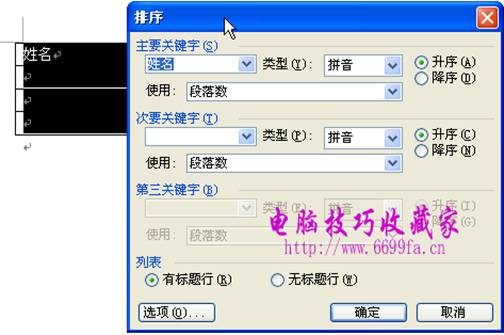 排序
姓名
主要关键字(S)
姓名 类型(Y): 拼音 升序(A)
降序(D)
使用: 段落数
次要关键字(T)
类型(P): 拼音 升序(C)
降序(N)
使用: 段落数
第三关键字(B)
类型(E): 拼音 升序(I)
使用: 段落数 降序(G)
电脑技巧收藏家
http://www.6699fa.cn
列表
有标题行(R) 无标题行(W)
选项(O)... 确定 取消